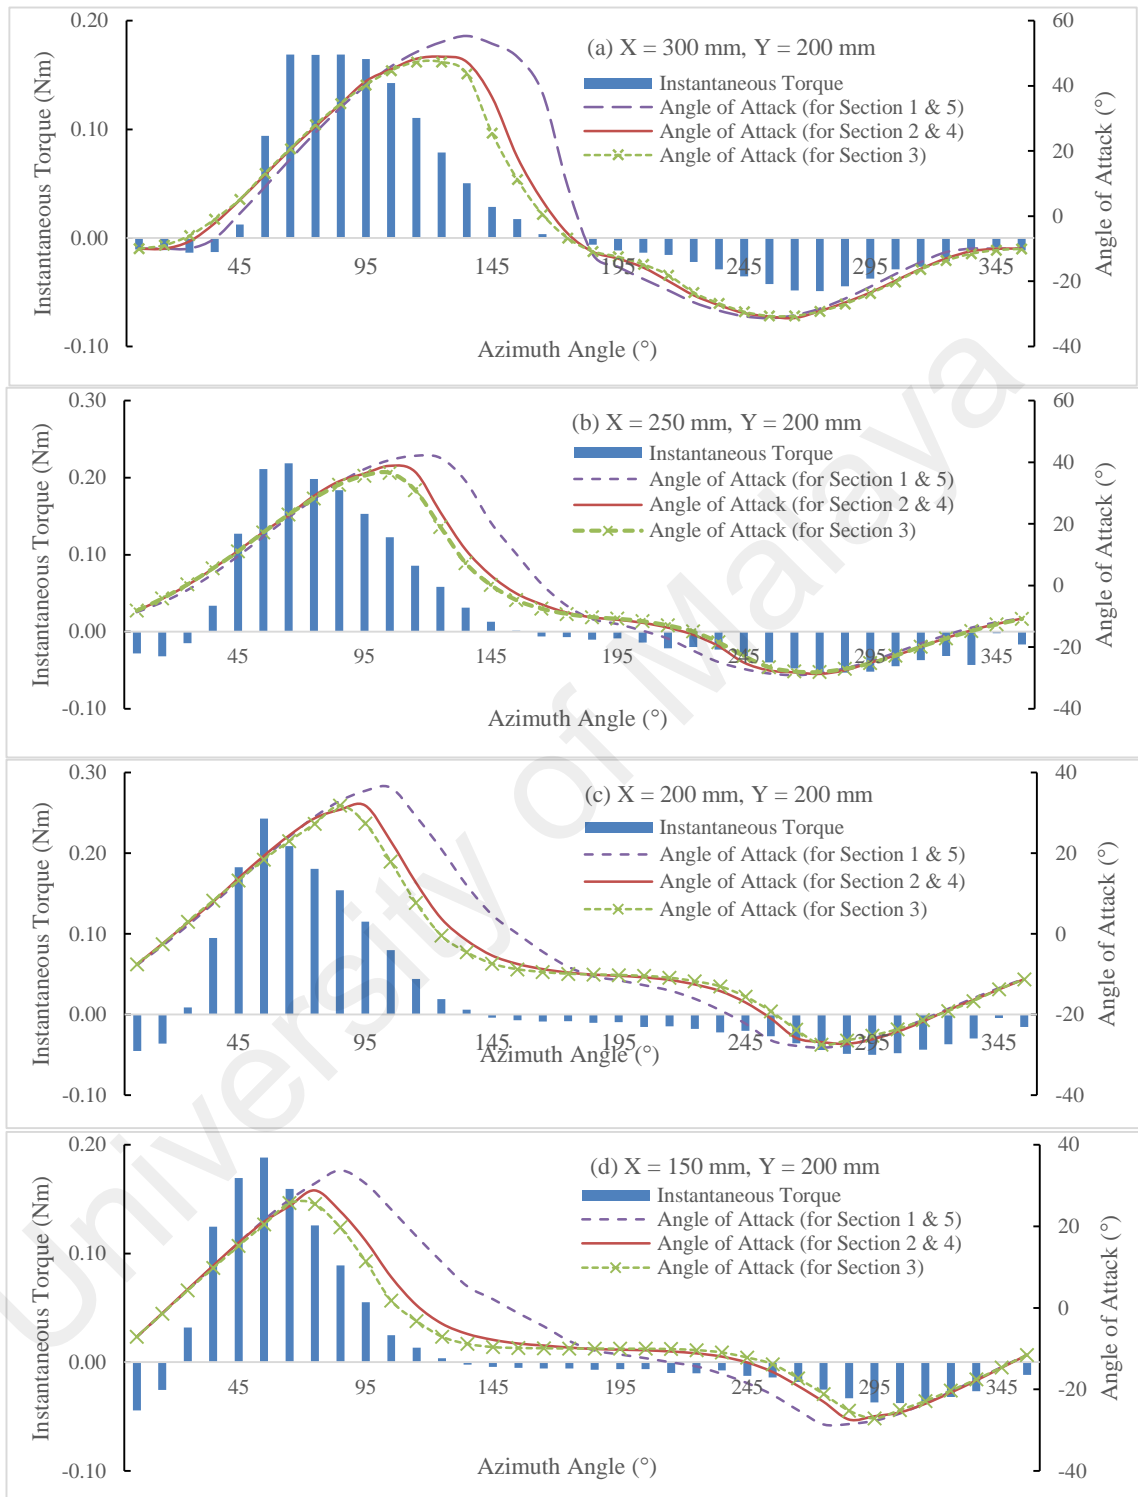 (a) X = 300 mm, Y = 200 mm
Instantaneous Torque
Angle of Attack (for Section 1 & 5)
Angle of Attack (for Section 2 & 4)
Angle of Attack (for Section 3)
Instantaneous Torque (Nm)
0.20
0.10
0.00
-0.10
45
95
145
195
245
295
345
Azimuth Angle (°)
60
40
20
0
-20
-40
Angle of Attack (°)
(b) X = 250 mm, Y = 200 mm
Instantaneous Torque
Angle of Attack (for Section 1 & 5)
Angle of Attack (for Section 2 & 4)
Angle of Attack (for Section 3)
Instantaneous Torque (Nm)
0.30
0.20
0.10
0.00
-0.10
45
95
145
195
245
295
345
Azimuth Angle (°)
60
40
20
0
-20
-40
Angle of Attack (°)
(c) X = 200 mm, Y = 200 mm
Instantaneous Torque
Angle of Attack (for Section 1 & 5)
Angle of Attack (for Section 2 & 4)
Angle of Attack (for Section 3)
Instantaneous Torque (Nm)
0.30
0.20
0.10
0.00
-0.10
45
95
145
195
245
295
345
Azimuth Angle (°)
40
20
0
-20
-40
Angle of Attack (°)
(d) X = 150 mm, Y = 200 mm
Instantaneous Torque
Angle of Attack (for Section 1 & 5)
Angle of Attack (for Section 2 & 4)
Angle of Attack (for Section 3)
Instantaneous Torque (Nm)
0.20
0.10
0.00
-0.10
45
95
145
195
245
295
345
Azimuth Angle (°)
40
20
0
-20
-40
Angle of Attack (°)
University of Malaya